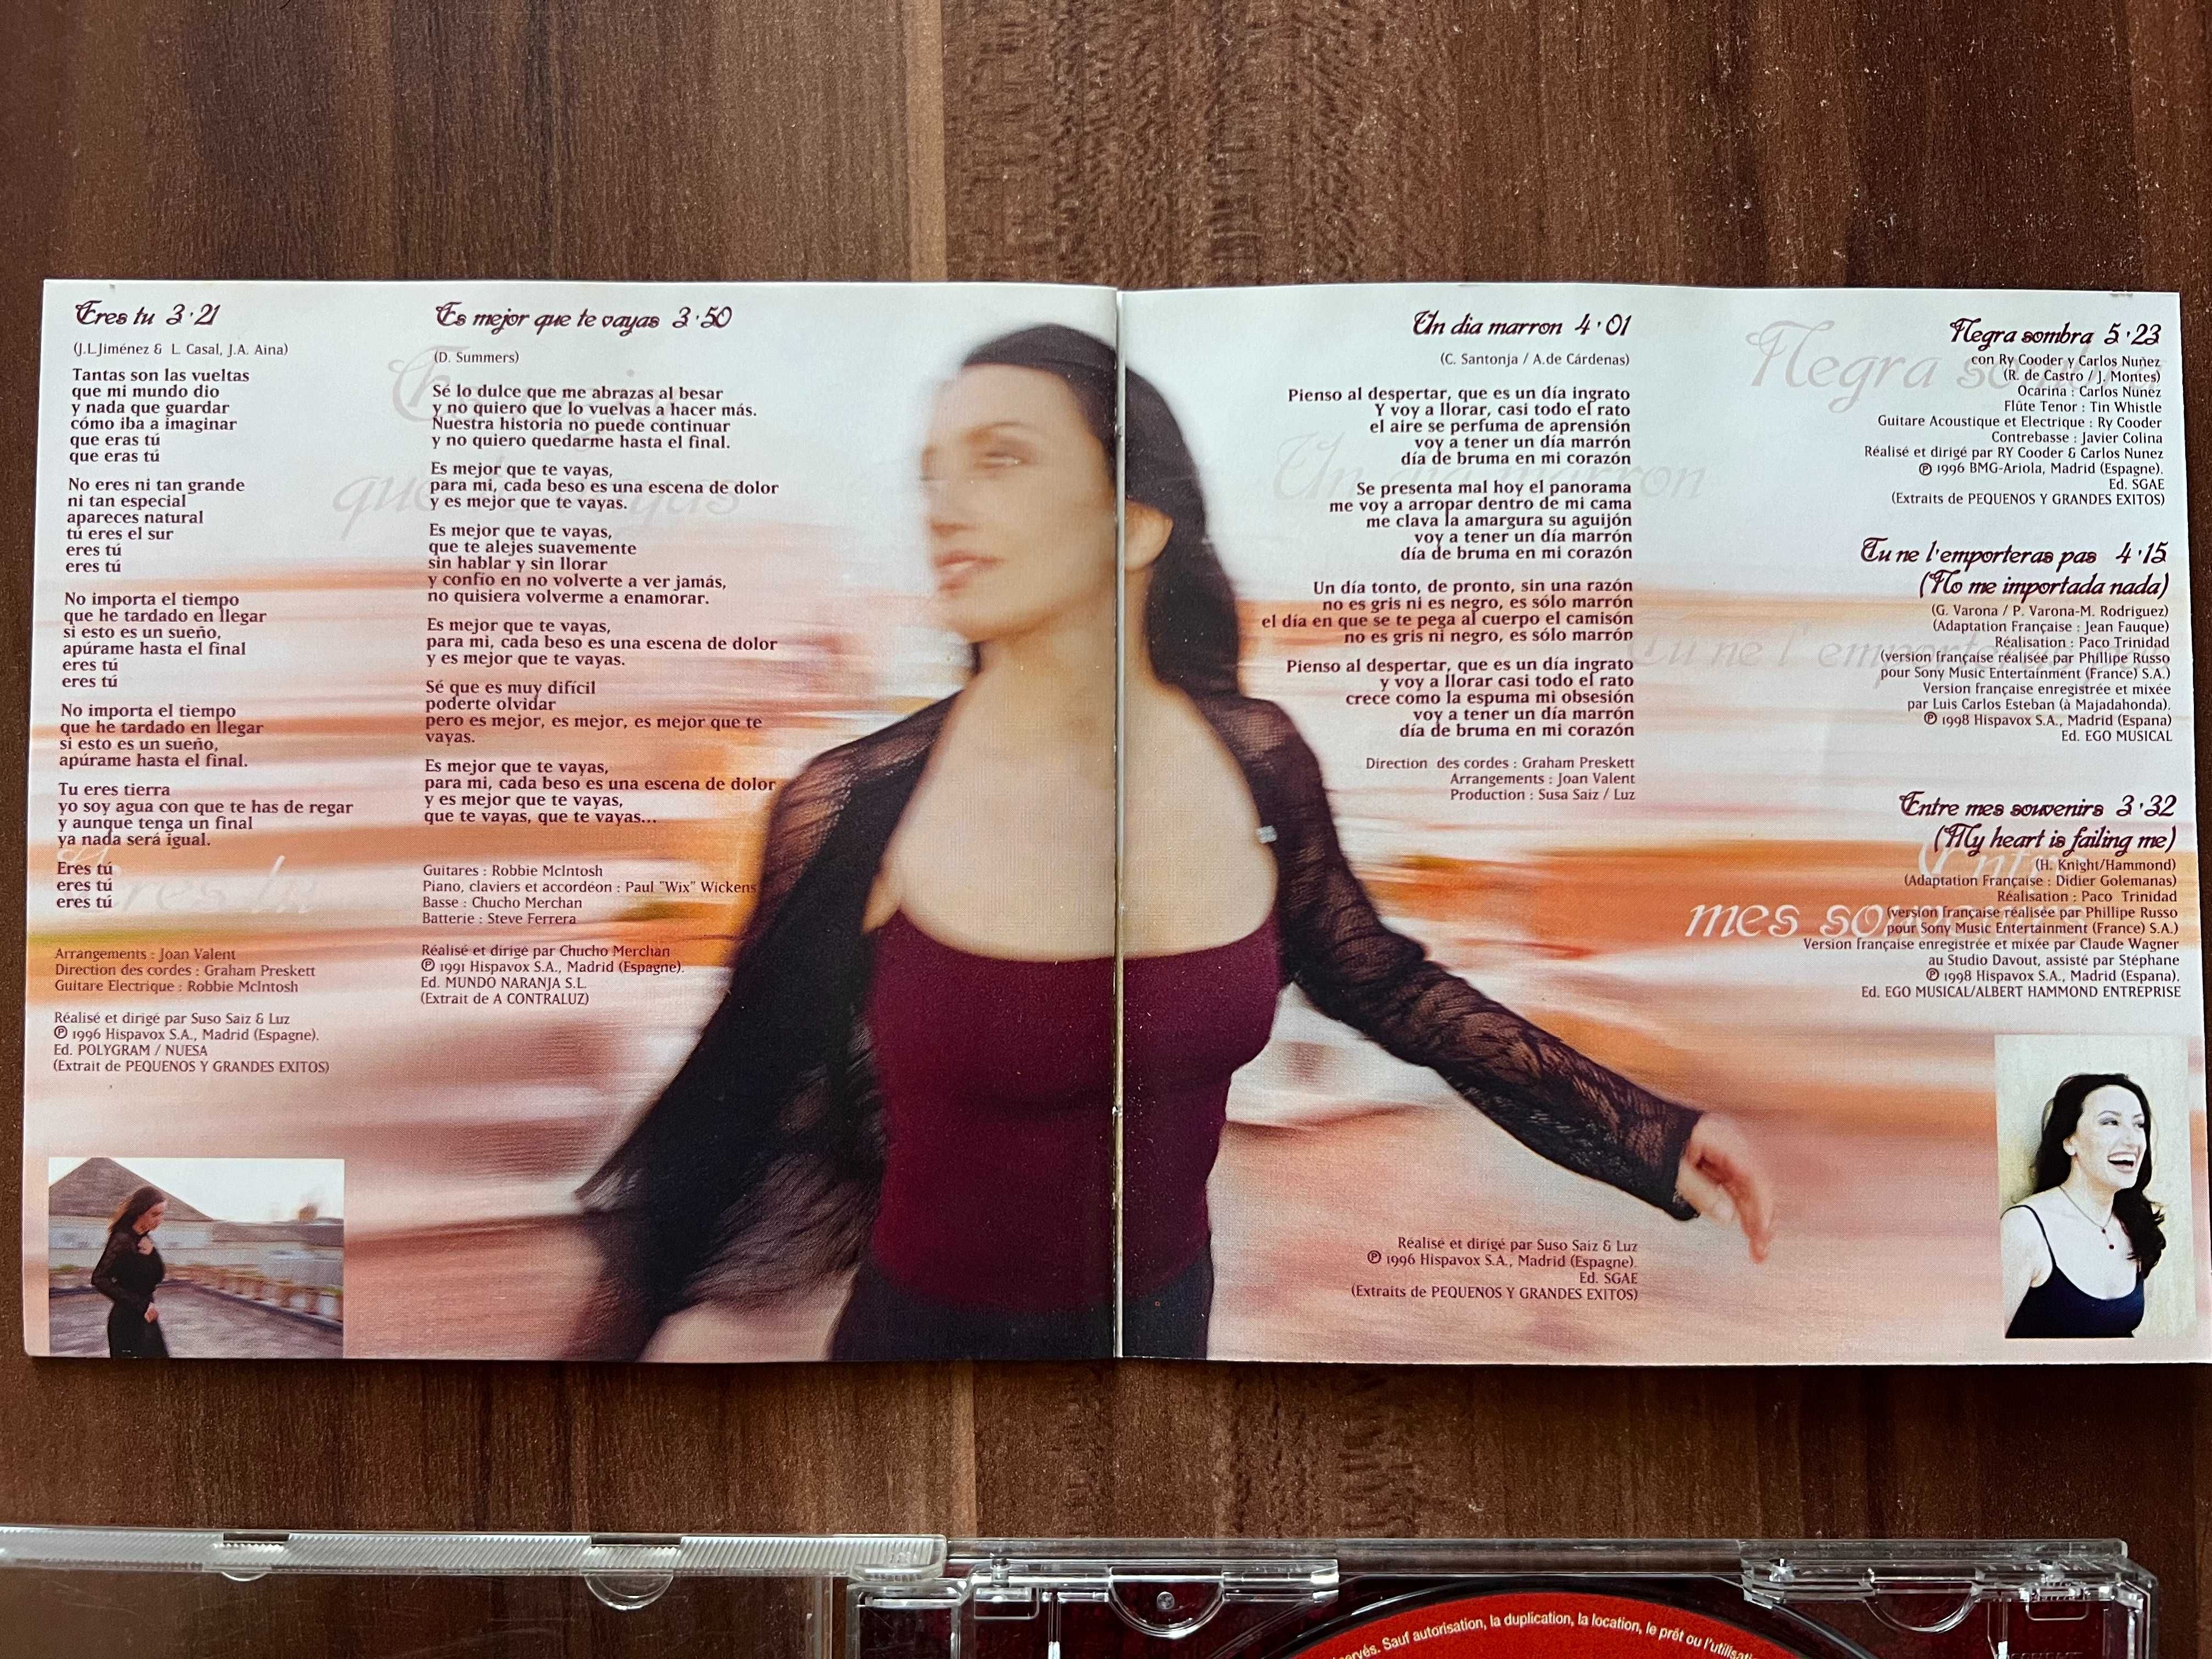 Eres tu 3·21
(J.L.Jiménez & L. Casal, J.A. Aina)
Tantas son las vueltas
que mi mundo dio
y nada que guardar
cómo iba a imaginar
que eras tú
que eras tú
No eres ni tan grande
ni tan especial
apareces natural
tú eres el sur
eres tú
eres tú
No importa el tiempo
que he tardado en llegar
si esto es un sueño,
apúrame hasta el final
eres tú
eres tú
No importa el tiempo
que he tardado en llegar
si esto es un sueño,
apúrame hasta el final.
Tu eres tierra
yo soy agua con que te has de regar
y aunque tenga un final
ya nada será igual.
Eres tú
eres tú
eres tú
Arrangements : Joan Valent
Direction des cordes : Graham Preskett
Guitare Electrique : Robbie McIntosh
Réalisé et dirigé par Suso Saiz & Luz
℗ 1996 Hispavox S.A., Madrid (Espagne).
Ed. POLYGRAM / NUESA
(Extrait de PEQUENOS Y GRANDES EXITOS)
Eres tu
Es mejor que te vayas 3·50
(D. Summers)
Sé lo dulce que me abrazas al besar
y no quiero que lo vuelvas a hacer más.
Nuestra historia no puede continuar
y no quiero quedarme hasta el final.
Es mejor que te vayas,
para mi, cada beso es una escena de dolor
y es mejor que te vayas.
Es mejor que te vayas,
que te alejes suavemente
sin hablar y sin llorar
y confío en no volverte a ver jamás,
no quisiera volverme a enamorar.
Es mejor que te vayas,
para mi, cada beso es una escena de dolor
y es mejor que te vayas.
Sé que es muy difícil
poderte olvidar
pero es mejor, es mejor, es mejor que te
vayas.
Es mejor que te vayas,
para mi, cada beso es una escena de dolor
y es mejor que te vayas,
que te vayas, que te vayas...
Guitares : Robbie McIntosh
Piano, claviers et accordéon : Paul "Wix" Wickens
Basse : Chucho Merchan
Batterie : Steve Ferrera
Réalisé et dirigé par Chucho Merchan
℗ 1991 Hispavox S.A., Madrid (Espagne).
Ed. MUNDO NARANJA S.L.
(Extrait de A CONTRALUZ)
Un dia marron 4·01
(C. Santonja / A.de Cárdenas)
Pienso al despertar, que es un día ingrato
Y voy a llorar, casi todo el rato
el aire se perfuma de aprensión
voy a tener un día marrón
día de bruma en mi corazón
Se presenta mal hoy el panorama
me voy a arropar dentro de mi cama
me clava la amargura su aguijón
voy a tener un día marrón
día de bruma en mi corazón
Un día tonto, de pronto, sin una razón
no es gris ni es negro, es sólo marrón
el día en que se te pega al cuerpo el camisón
no es gris ni negro, es sólo marrón
Pienso al despertar, que es un día ingrato
y voy a llorar casi todo el rato
crece como la espuma mi obsesión
voy a tener un día marrón
día de bruma en mi corazón
Direction des cordes : Graham Preskett
Arrangements : Joan Valent
Production : Susa Saiz / Luz
Réalisé et dirigé par Suso Saiz & Luz
℗ 1996 Hispavox S.A., Madrid (Espagne).
Ed. SGAE
(Extraits de PEQUENOS Y GRANDES EXITOS)
Un dia marron
Negra sombra 5·23
con Ry Cooder y Carlos Nuñez
(R. de Castro / J. Montes)
Ocarina : Carlos Nuñez
Flûte Tenor : Tin Whistle
Guitare Acoustique et Electrique : Ry Cooder
Contrebasse : Javier Colina
Réalisé et dirigé par RY Cooder & Carlos Nunez
℗ 1996 BMG-Ariola, Madrid (Espagne).
Ed. SGAE
(Extraits de PEQUENOS Y GRANDES EXITOS)
Negra sombra
Tu ne l'emporteras pas 4·15
(No me importada nada)
(G. Varona / P. Varona-M. Rodriguez)
(Adaptation Française : Jean Fauque)
Réalisation : Paco Trinidad
(version française réalisée par Phillipe Russo
pour Sony Music Entertainment (France) S.A.)
Version française enregistrée et mixée
par Luis Carlos Esteban (à Majadahonda).
℗ 1998 Hispavox S.A., Madrid (Espana)
Ed. EGO MUSICAL
Tu ne l'emporteras pas
Entre mes souvenirs 3·32
(My heart is failing me)
(H. Knight/Hammond)
(Adaptation Française : Didier Golemanas)
Réalisation : Paco Trinidad
(version française réalisée par Phillipe Russo
pour Sony Music Entertainment (France) S.A.)
Version française enregistrée et mixée par Claude Wagner
au Studio Davout, assisté par Stéphane
℗ 1998 Hispavox S.A., Madrid (Espana).
Ed. EGO MUSICAL/ALBERT HAMMOND ENTREPRISE
Entre
mes souvenirs
Sauf autorisation, la duplication, la location, le prêt ou